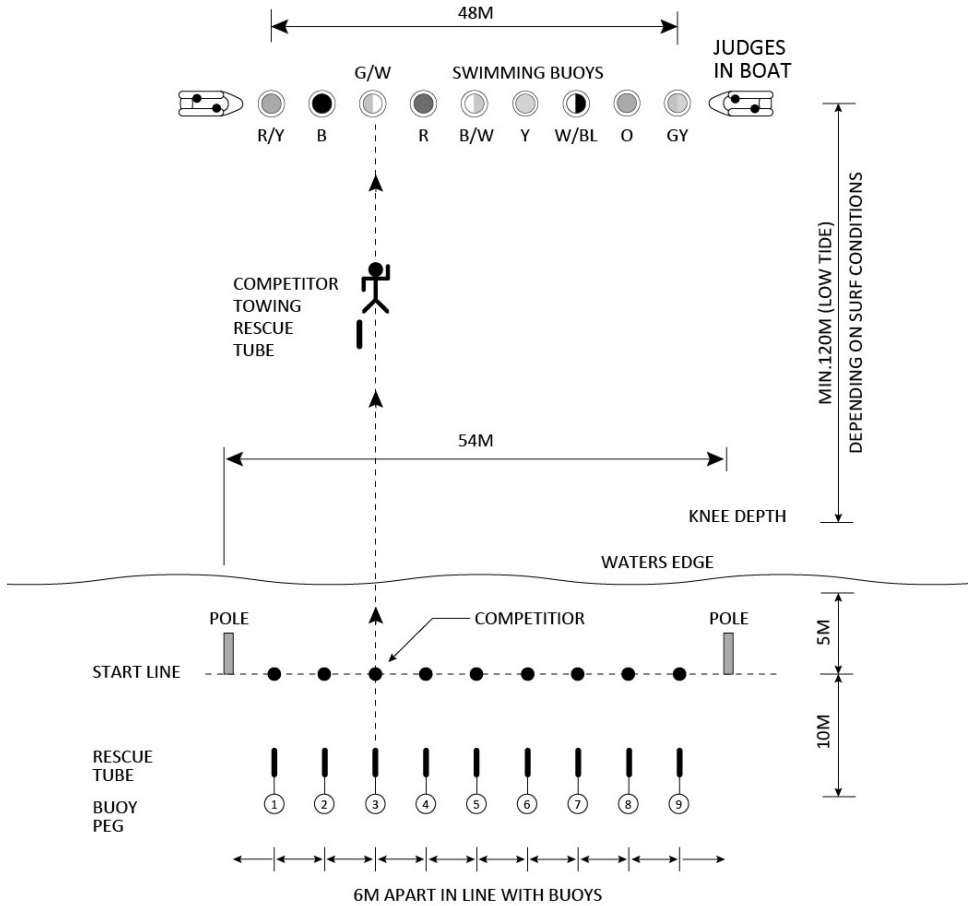 48M
JUDGES
IN BOAT
G/W
SWIMMING BUOYS
R/Y B R B/W Y W/BL O GY
MIN.120M (LOW TIDE)
DEPENDING ON SURF CONDITIONS
COMPETITOR
TOWING
RESCUE
TUBE
54M
KNEE DEPTH
WATERS EDGE
POLE
COMPETITIOR
POLE
5M
START LINE
10M
RESCUE
TUBE
BUOY
PEG
1 2 3 4 5 6 7 8 9
6M APART IN LINE WITH BUOYS